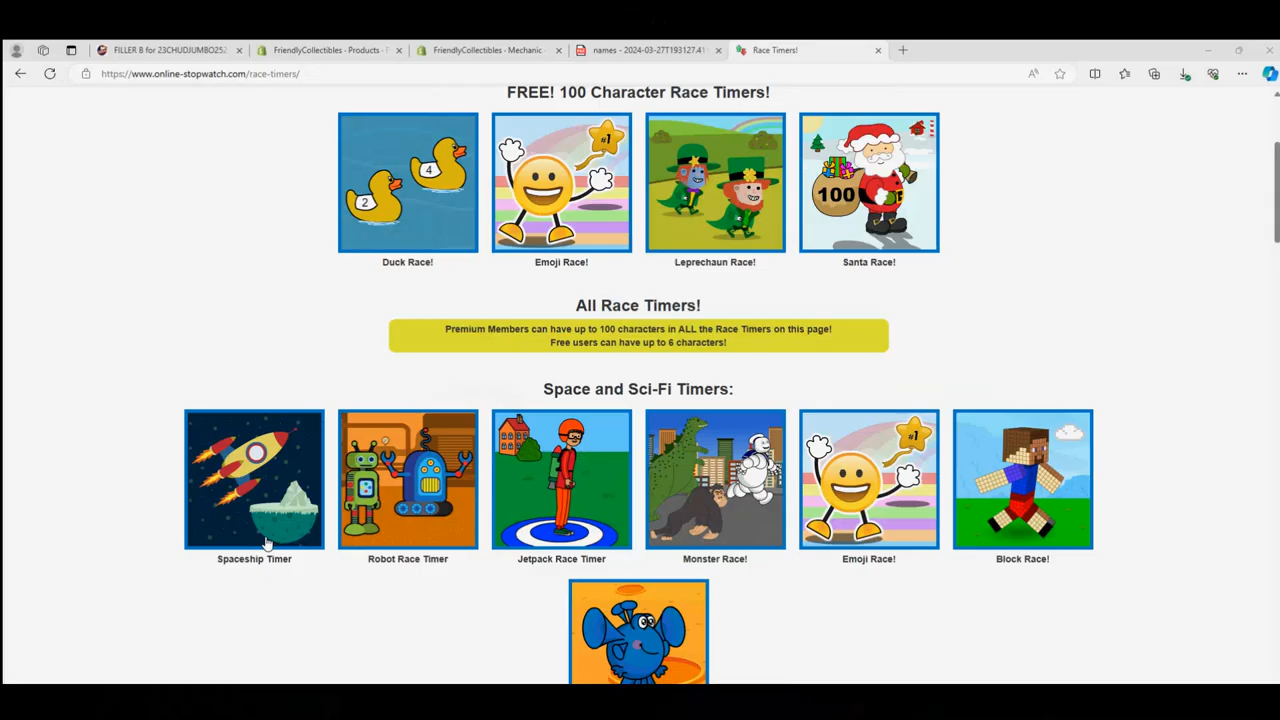 FILLER B for 23CHUDJUMBO252
FriendlyCollectibles - Products - F
FriendlyCollectibles - Mechanic
names - 2024-03-27T193127.41
Race Timers!
https://www.online-stopwatch.com/race-timers/
FREE! 100 Character Race Timers!
2
4
#1
100
Duck Race!
Emoji Race!
Leprechaun Race!
Santa Race!
All Race Timers!
Premium Members can have up to 100 characters in ALL the Race Timers on this page!
Free users can have up to 6 characters!
Space and Sci-Fi Timers:
#1
Spaceship Timer
Robot Race Timer
Jetpack Race Timer
Monster Race!
Emoji Race!
Block Race!